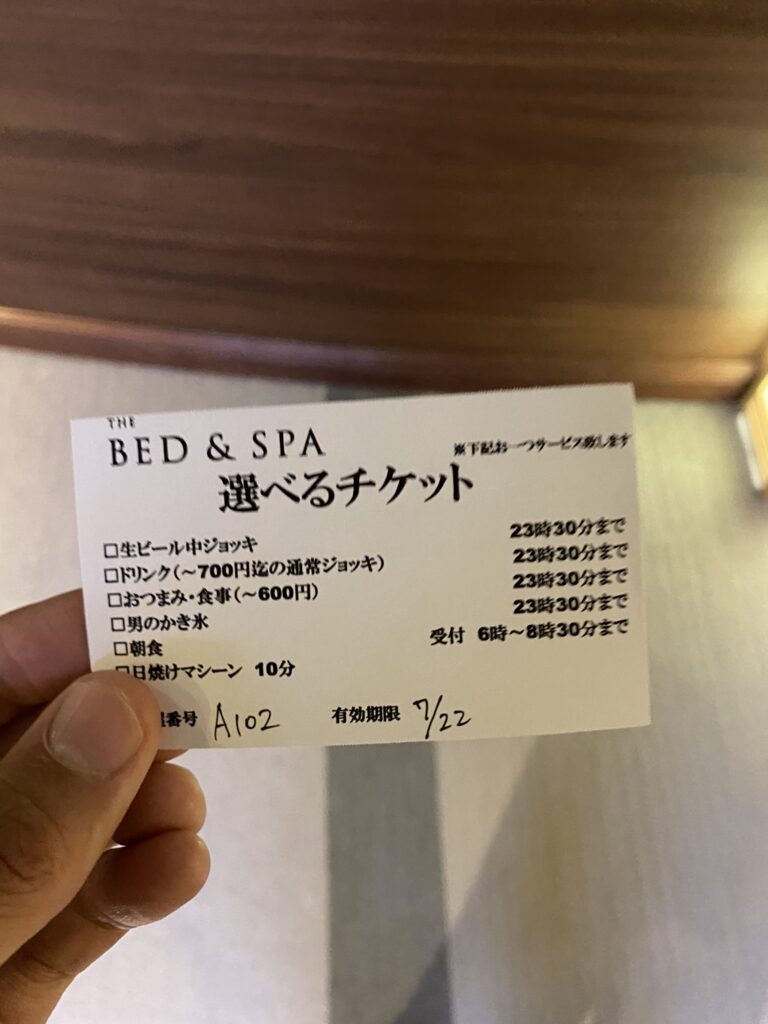 THE
BED & SPA
※下記お一つサービス致します
選べるチケット
□生ビール中ジョッキ 23時30分まで
□ドリンク(～700円迄の通常ジョッキ) 23時30分まで
□おつまみ・食事(～600円) 23時30分まで
□男のかき氷 23時30分まで
□朝食 受付 6時～8時30分まで
□日焼けマシーン 10分
番号 A102 有効期限 7/22